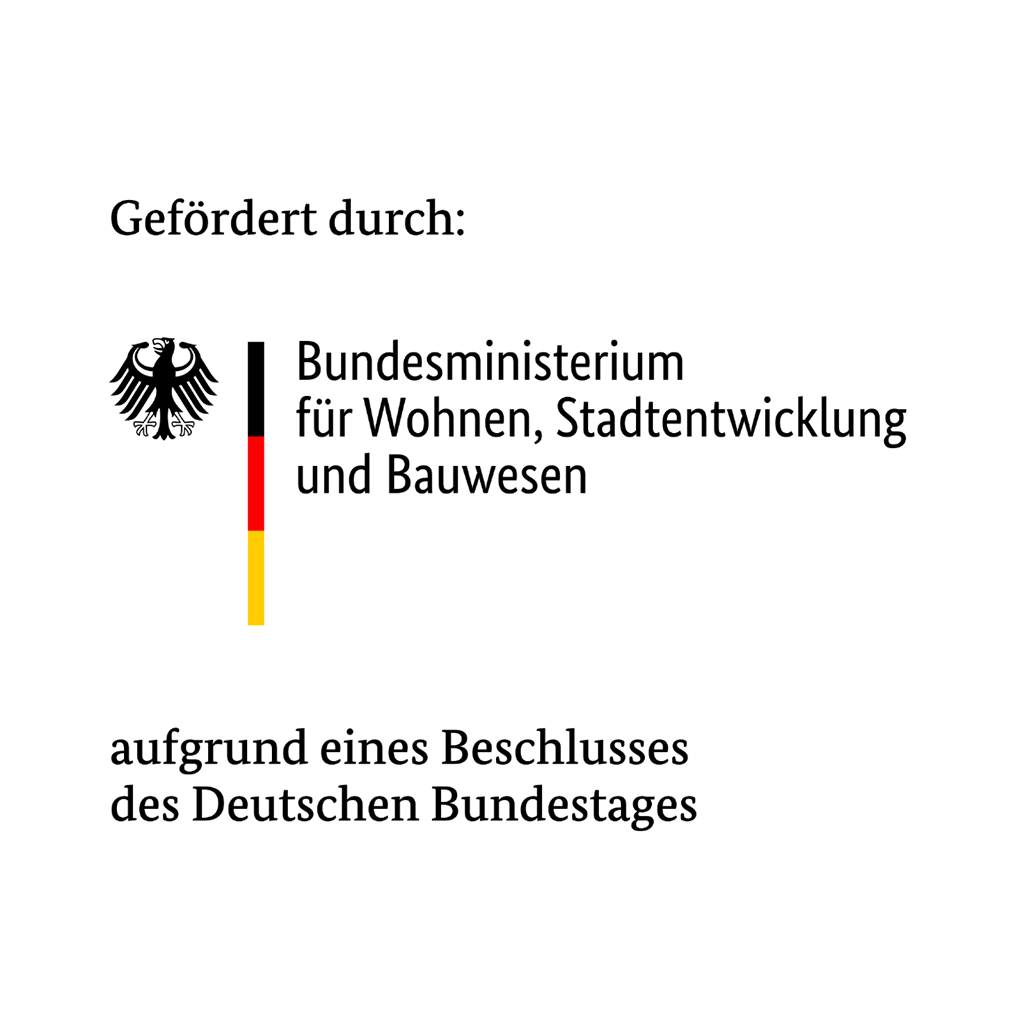 Gefördert durch:
Bundesministerium
für Wohnen, Stadtentwicklung
und Bauwesen
aufgrund eines Beschlusses
des Deutschen Bundestages